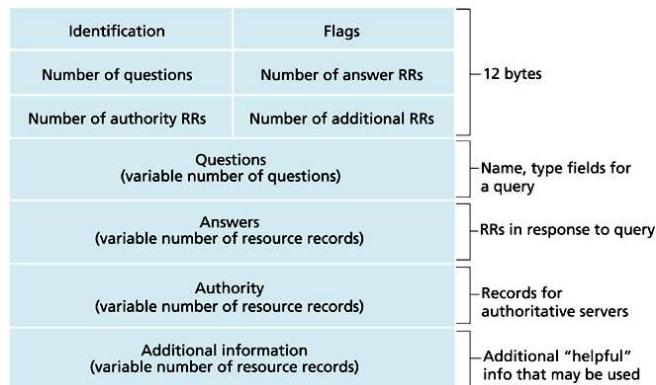 Identification
Flags
Number of questions
Number of answer RRs
12 bytes
Number of authority RRs
Number of additional RRs
Questions
(variable number of questions)
Name, type fields for
a query
Answers
(variable number of resource records)
RRs in response to query
Authority
(variable number of resource records)
Records for
authoritative servers
Additional information
(variable number of resource records)
Additional “helpful”
info that may be used